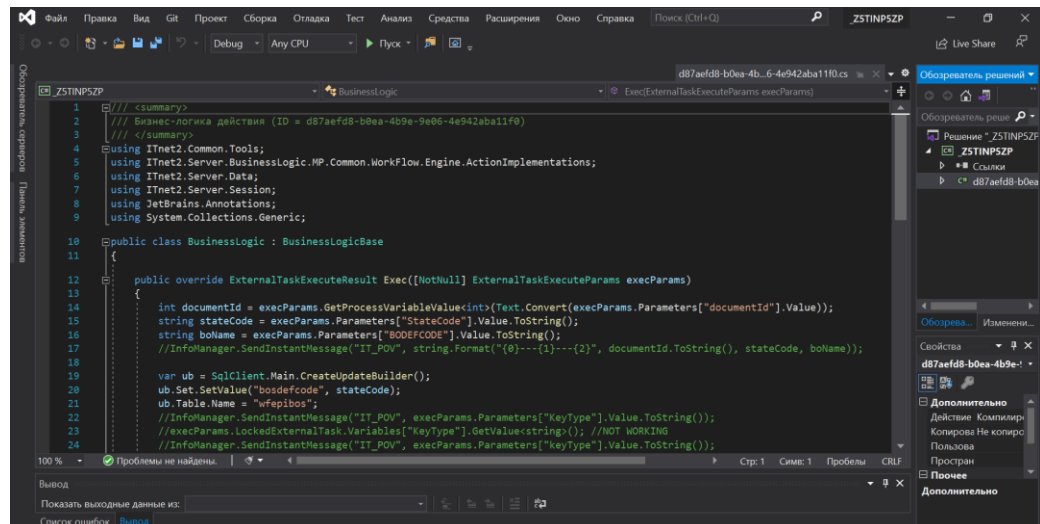 Файл Правка Вид Git Проект Сборка Отладка Тест Анализ Средства Расширения Окно Справка Поиск (Ctrl+Q) _Z5TINP5ZP
Debug Any CPU Пуск Live Share
d87aefd8-b0ea-4b...6-4e942aba11f0.cs
Обозреватель решений
_Z5TINP5ZP BusinessLogic Exec(ExternalTaskExecuteParams execParams)
Обозреватель серверов
Панель элементов
1 /// <summary>
2 /// Бизнес-логика действия (ID = d87aefd8-b0ea-4b9e-9e06-4e942aba11f0)
3 /// </summary>
4 using ITnet2.Common.Tools;
5 using ITnet2.Server.BusinessLogic.MP.Common.WorkFlow.Engine.ActionImplementations;
6 using ITnet2.Server.Data;
7 using ITnet2.Server.Session;
8 using JetBrains.Annotations;
9 using System.Collections.Generic;
10 public class BusinessLogic : BusinessLogicBase
11 {
12 public override ExternalTaskExecuteResult Exec([NotNull] ExternalTaskExecuteParams execParams)
13 {
14 int documentId = execParams.GetProcessVariableValue<int>(Text.Convert(execParams.Parameters["documentId"].Value));
15 string stateCode = execParams.Parameters["StateCode"].Value.ToString();
16 string boName = execParams.Parameters["BODEFCODE"].Value.ToString();
17 //InfoManager.SendInstantMessage("IT_POV", string.Format("{0}---{1}---{2}", documentId.ToString(), stateCode, boName));
18
19 var ub = SqlClient.Main.CreateUpdateBuilder();
20 ub.Set.SetValue("bosdefcode", stateCode);
21 ub.Table.Name = "wfepibos";
22 //InfoManager.SendInstantMessage("IT_POV", execParams.Parameters["KeyType"].Value.ToString());
23 //execParams.LockedExternalTask.Variables["KeyType"].GetValue<string>(); //NOT WORKING
24 //InfoManager.SendInstantMessage("IT_POV", execParams.Parameters["keyType"].Value.ToString());
100 % Проблемы не найдены. Стр: 1 Симв: 1 Пробелы CRLF
Вывод
Показать выходные данные из:
Список ошибок Вывод
Обозреватель реше
Решение "_Z5TINP5ZP
_Z5TINP5ZP
Ссылки
d87aefd8-b0ea
Обозрева... Изменени...
Свойства
d87aefd8-b0ea-4b9e-9
Дополнительно
Действие Компилиро
Копирова Не копиро
Пользова
Простран
Прочее
Дополнительно